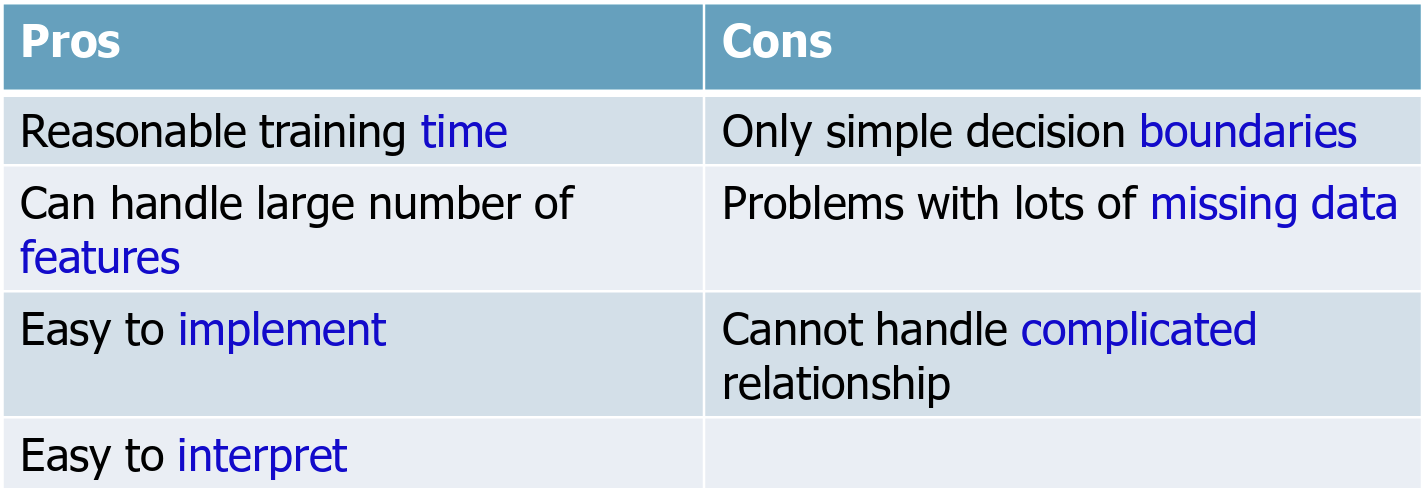 Pros
Cons
Reasonable training time
Only simple decision boundaries
Can handle large number of
features
Problems with lots of missing data
Easy to implement
Cannot handle complicated
relationship
Easy to interpret